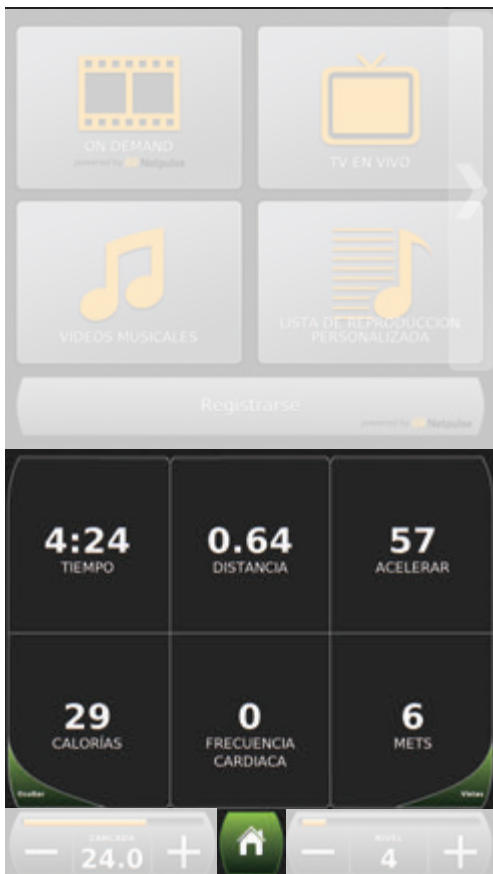 ON DEMAND
powered by Netpulse
TV EN VIVO
VIDEOS MUSICALES
LISTA DE REPRODUCCIÓN
PERSONALIZADA
Registrarse
powered by Netpulse
4:24
TIEMPO
0.64
DISTANCIA
57
ACELERAR
29
CALORÍAS
0
FRECUENCIA
CARDIACA
6
METS
Ocultar
Vistas
ZANCADA
24.0
NIVEL
4